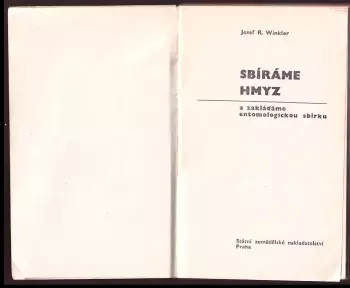 Josef R. Winkler
SBÍRÁME
HMYZ
a zakládáme
entomologickou sbírku
Státní zemědělské nakladatelství
Praha